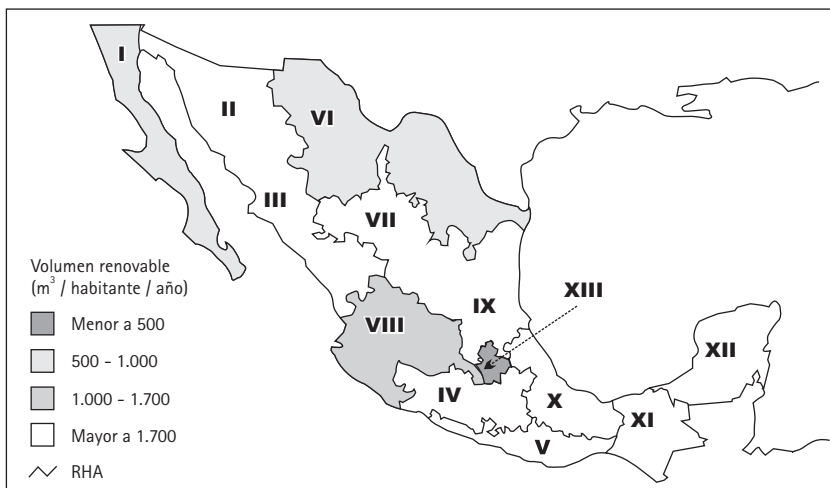 I
II
VI
III
VII
Volumen renovable
(m³ / habitante / año)
Menor a 500
500 - 1.000
1.000 - 1.700
Mayor a 1.700
RHA
VIII
IX
XIII
IV
X
V
XI
XII